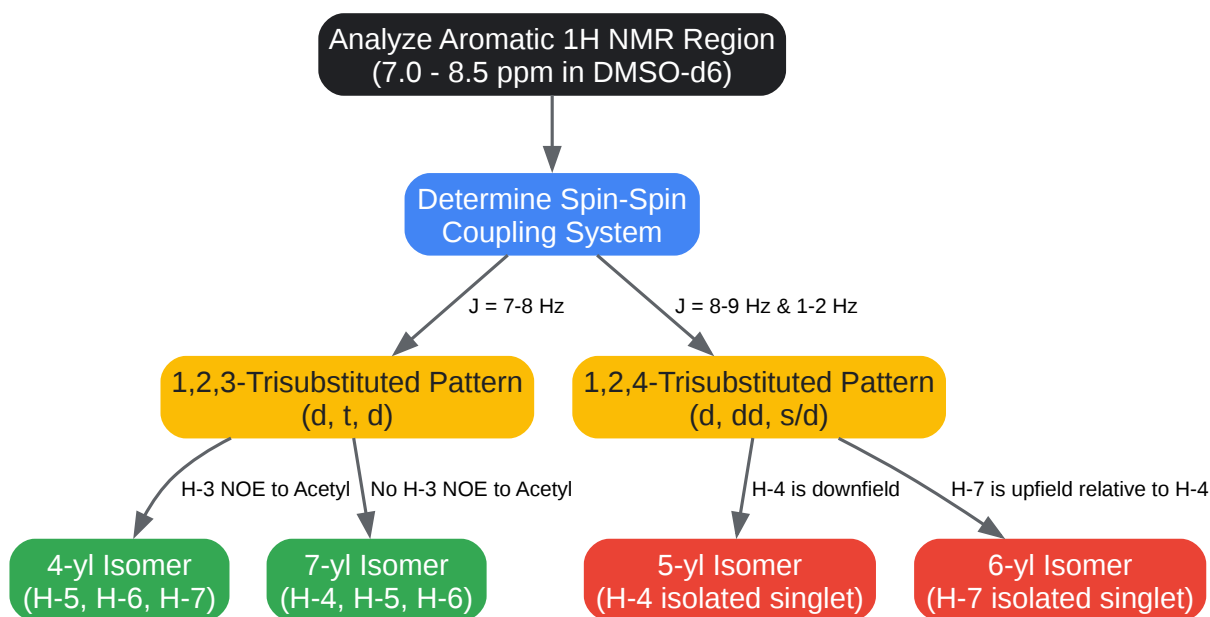 Analyze Aromatic 1H NMR Region
(7.0 - 8.5 ppm in DMSO-d6)
Determine Spin-Spin
Coupling System
J = 7-8 Hz
J = 8-9 Hz & 1-2 Hz
1,2,3-Trisubstituted Pattern
(d, t, d)
1,2,4-Trisubstituted Pattern
(d, dd, s/d)
H-3 NOE to Acetyl
No H-3 NOE to Acetyl
H-4 is downfield
H-7 is upfield relative to H-4
4-yl Isomer
(H-5, H-6, H-7)
7-yl Isomer
(H-4, H-5, H-6)
5-yl Isomer
(H-4 isolated singlet)
6-yl Isomer
(H-7 isolated singlet)